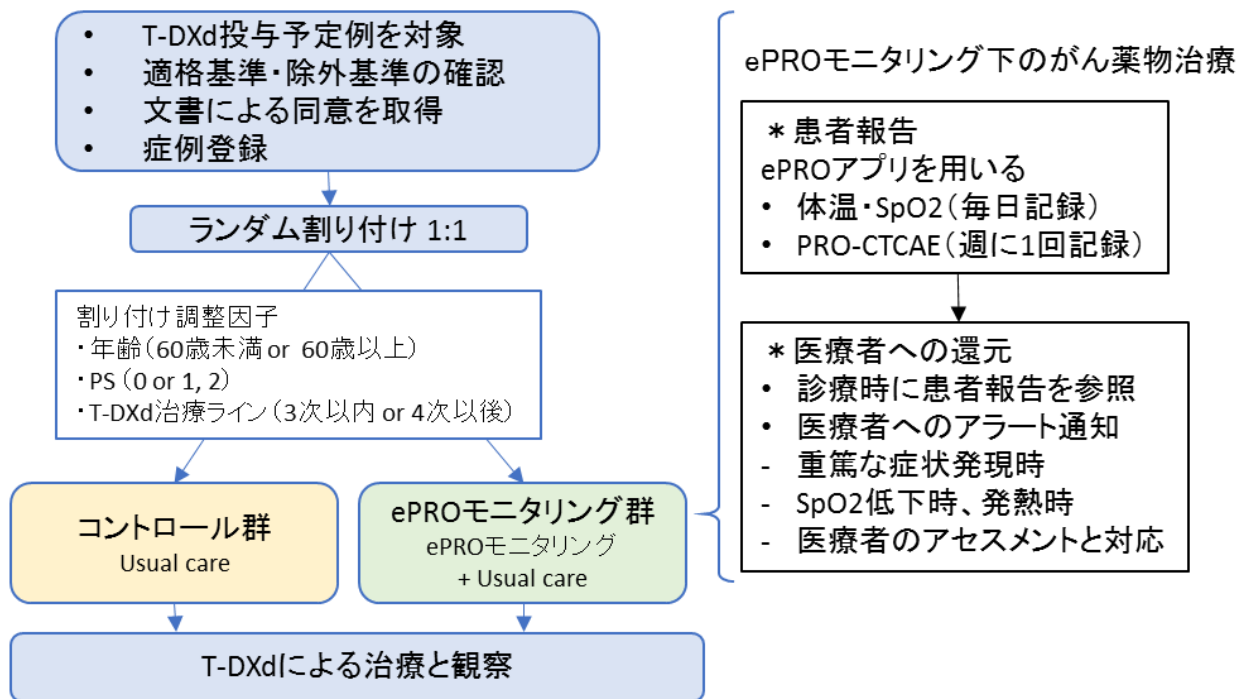 • T-DXd投与予定例を対象
• 適格基準・除外基準の確認
• 文書による同意を取得
• 症例登録
ランダム割り付け 1:1
割り付け調整因子
・年齢（60歳未満 or 60歳以上）
・PS（0 or 1, 2）
・T-DXd治療ライン（3次以内 or 4次以後）
コントロール群
Usual care
ePROモニタリング群
ePROモニタリング
+ Usual care
T-DXdによる治療と観察
ePROモニタリング下のがん薬物治療
＊患者報告
ePROアプリを用いる
• 体温・SpO2（毎日記録）
• PRO-CTCAE（週に1回記録）
＊医療者への還元
• 診療時に患者報告を参照
• 医療者へのアラート通知
- 重篤な症状発現時
- SpO2低下時、発熱時
- 医療者のアセスメントと対応